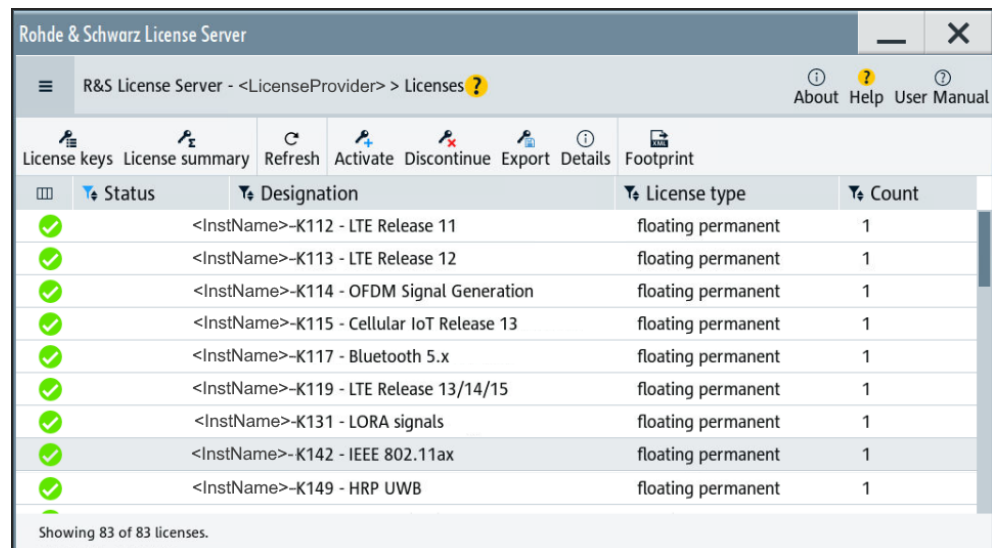 Rohde & Schwarz License Server
R&S License Server - <LicenseProvider> > Licenses ?
About Help User Manual
License keys License summary Refresh Activate Discontinue Export Details Footprint
Status Designation License type Count
<InstName>-K112 - LTE Release 11 floating permanent 1
<InstName>-K113 - LTE Release 12 floating permanent 1
<InstName>-K114 - OFDM Signal Generation floating permanent 1
<InstName>-K115 - Cellular IoT Release 13 floating permanent 1
<InstName>-K117 - Bluetooth 5.x floating permanent 1
<InstName>-K119 - LTE Release 13/14/15 floating permanent 1
<InstName>-K131 - LORA signals floating permanent 1
<InstName>-K142 - IEEE 802.11ax floating permanent 1
<InstName>-K149 - HRP UWB floating permanent 1
Showing 83 of 83 licenses.